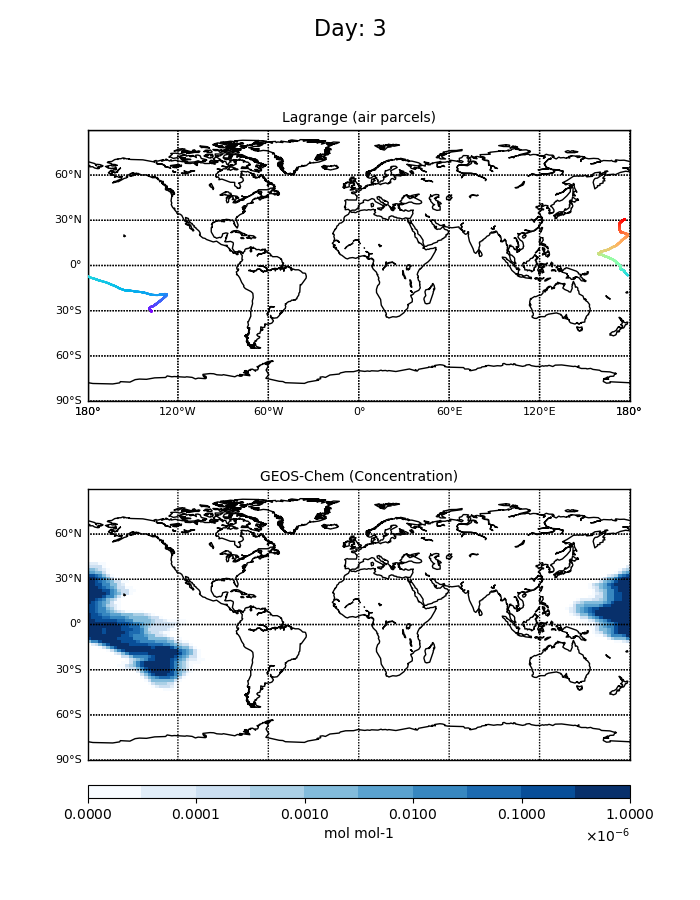 Day: 3
Lagrange (air parcels)
60°N
30°N
0°
30°S
60°S
90°S
180° 120°W 60°W 0° 60°E 120°E 180°
GEOS-Chem (Concentration)
60°N
30°N
0°
30°S
60°S
90°S
0.0000 0.0001 0.0010 0.0100 0.1000 1.0000
mol mol-1 ×10⁻⁶